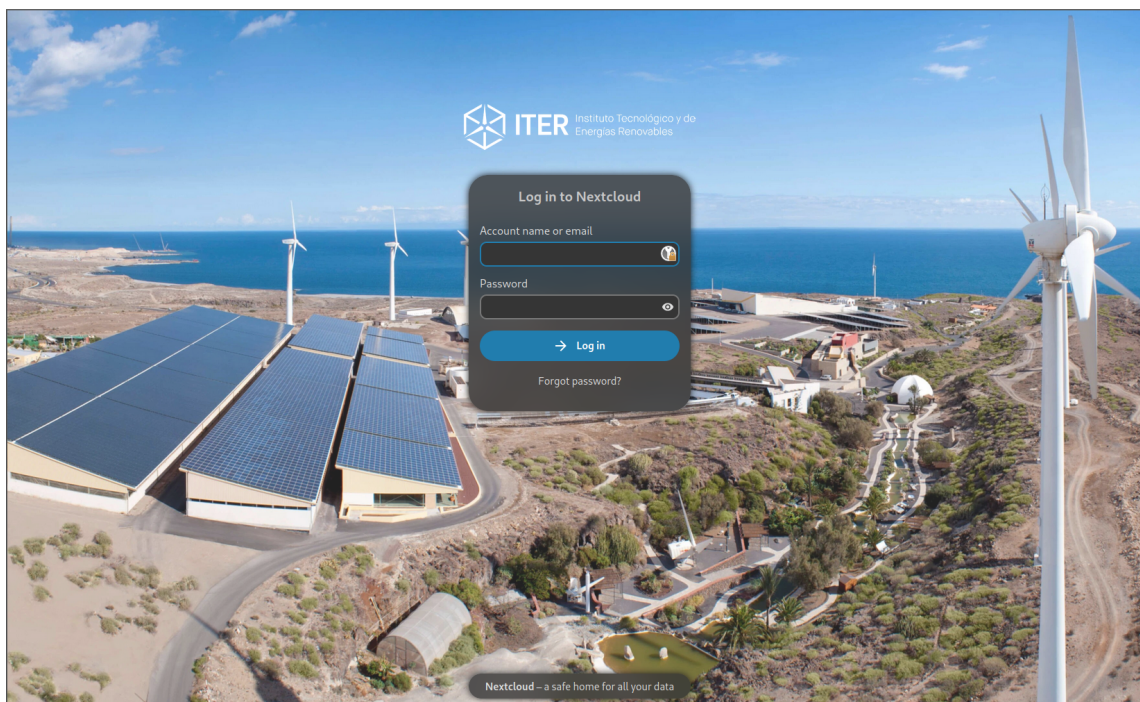 ITER Instituto Tecnológico y de
Energías Renovables
Log in to Nextcloud
Account name or email
Password
Log in
Forgot password?
Nextcloud – a safe home for all your data